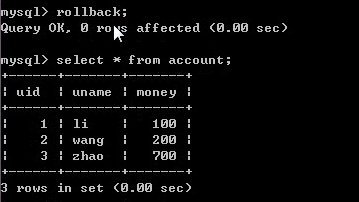 mysql> rollback;
Query OK, 0 rows affected (0.00 sec)
mysql> select * from account;
+------+-------+-------+
¦ uid  ¦ uname ¦ money ¦
+------+-------+-------+
¦    1 ¦ li    ¦   100 ¦
¦    2 ¦ wang  ¦   200 ¦
¦    3 ¦ zhao  ¦   700 ¦
+------+-------+-------+
3 rows in set (0.00 sec)